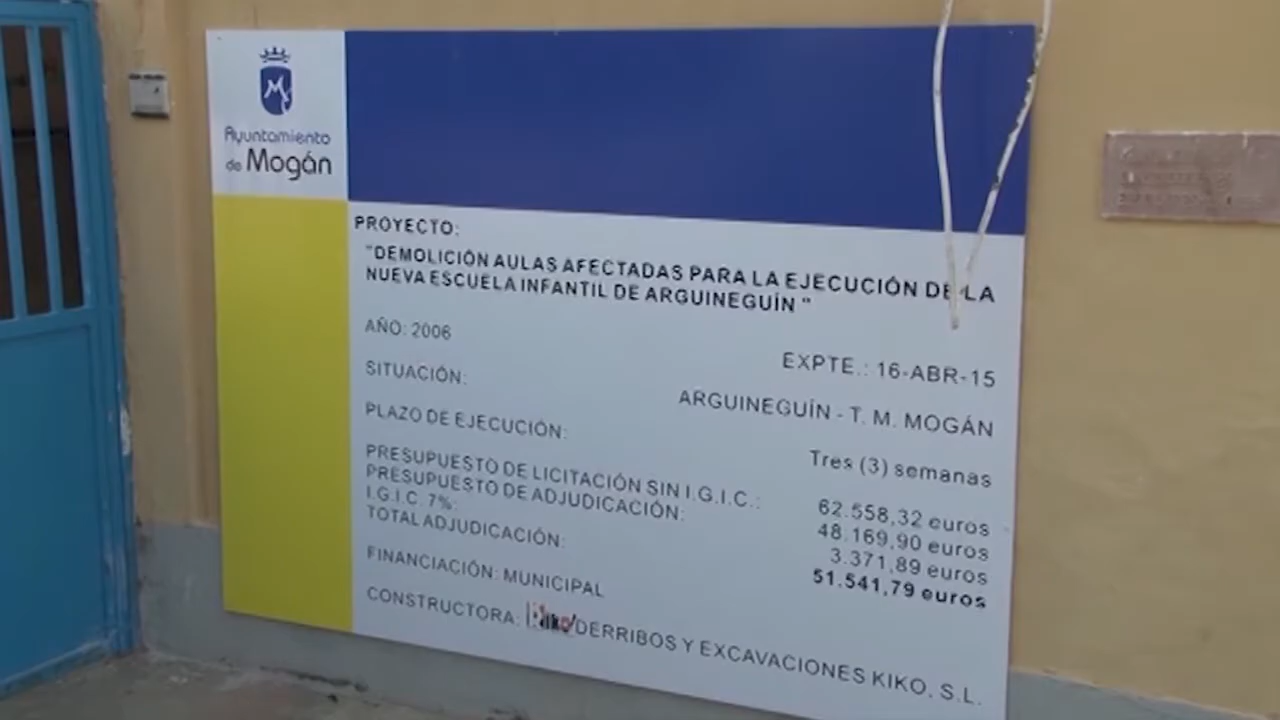 Ayuntamiento
de Mogán
PROYECTO:
"DEMOLICIÓN AULAS AFECTADAS PARA LA EJECUCIÓN DE LA
NUEVA ESCUELA INFANTIL DE ARGUINEGUÍN "
AÑO: 2006
EXPTE.: 16-ABR-15
SITUACIÓN:
ARGUINEGUÍN - T. M. MOGÁN
PLAZO DE EJECUCIÓN:
Tres (3) semanas
PRESUPUESTO DE LICITACIÓN SIN I.G.I.C.:
62.558,32 euros
PRESUPUESTO DE ADJUDICACIÓN:
48.169,90 euros
I.G.I.C. 7%:
3.371,89 euros
TOTAL ADJUDICACIÓN:
51.541,79 euros
FINANCIACIÓN: MUNICIPAL
CONSTRUCTORA: DERRIBOS Y EXCAVACIONES KIKO, S.L.